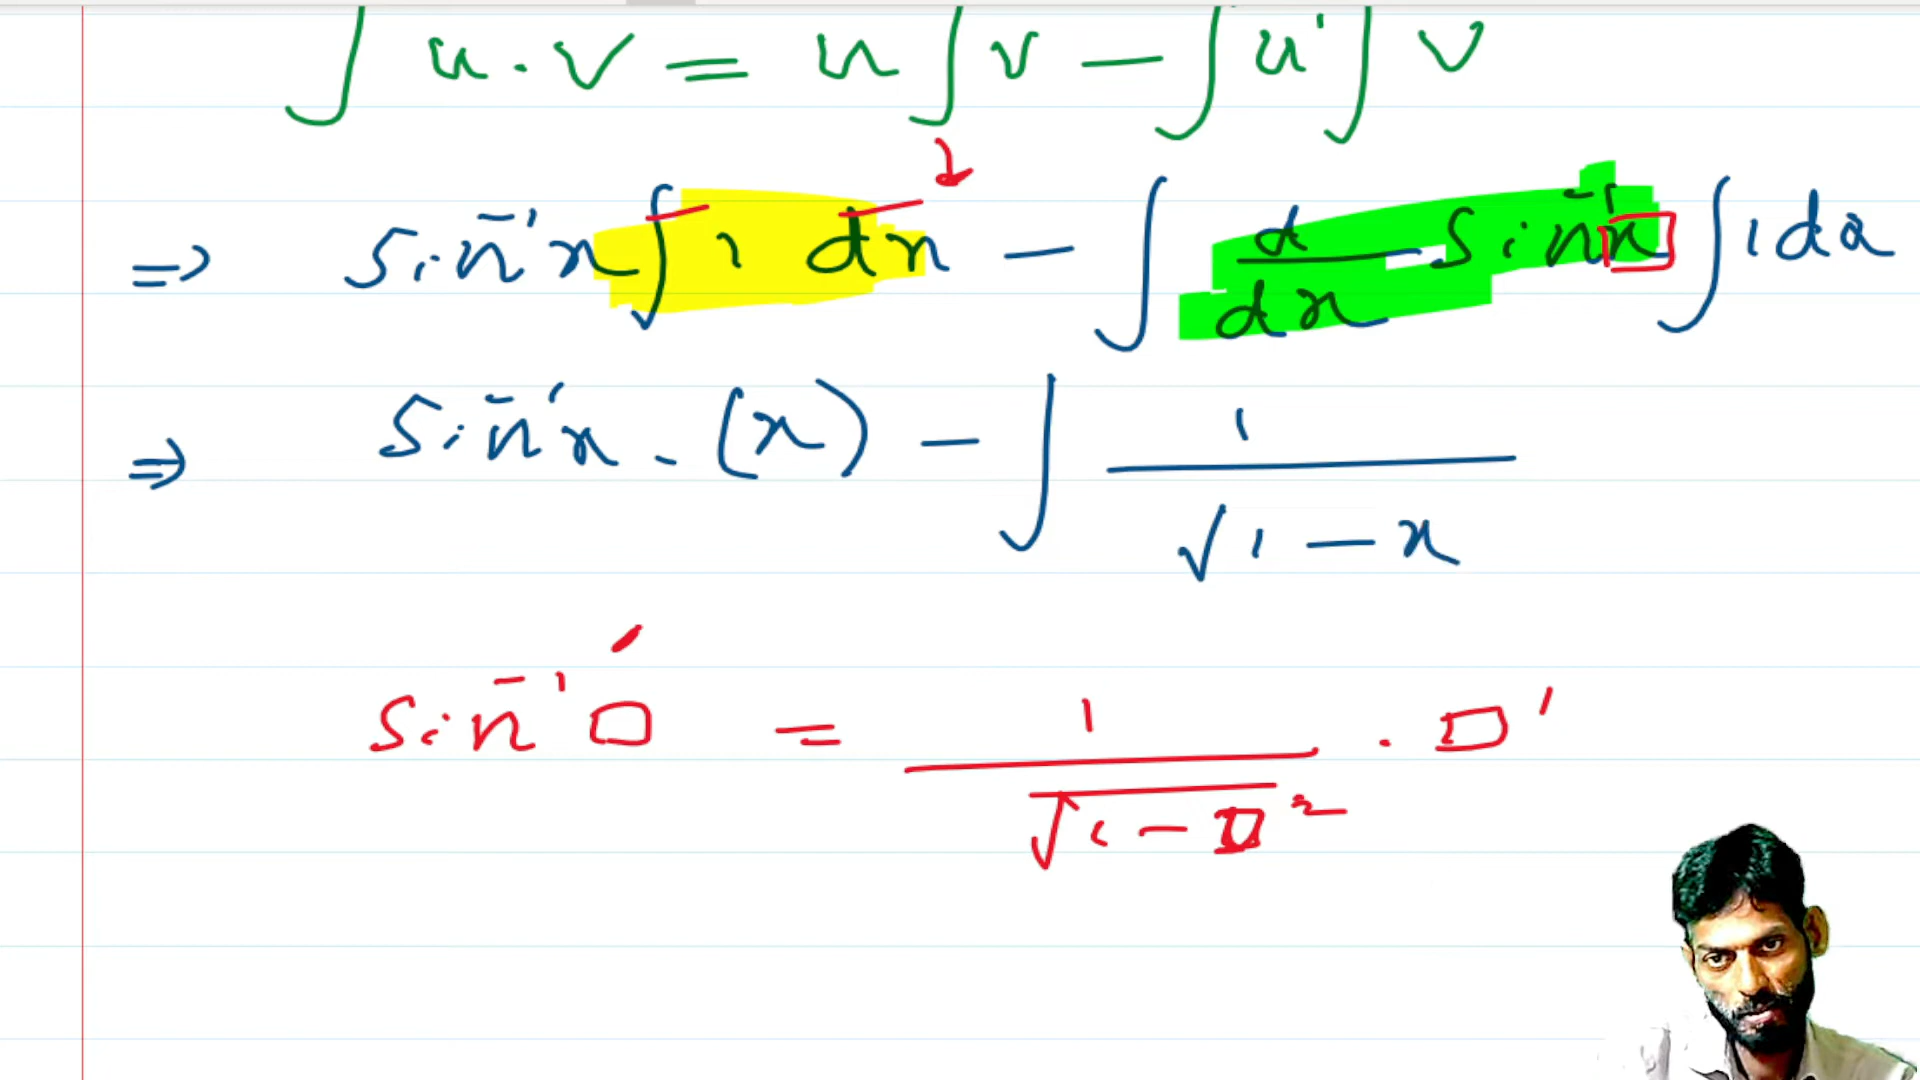 ∫ u . v = u ∫ v − ∫ u' ∫ v
⇒ Sin⁻¹x ∫ 1 dx − ∫ d/dx Sin⁻¹x ∫ 1 dx
⇒ Sin⁻¹x . (x) − ∫ 1/√1 − x
Sin⁻¹□' = 1/√(1 − □²) . □'